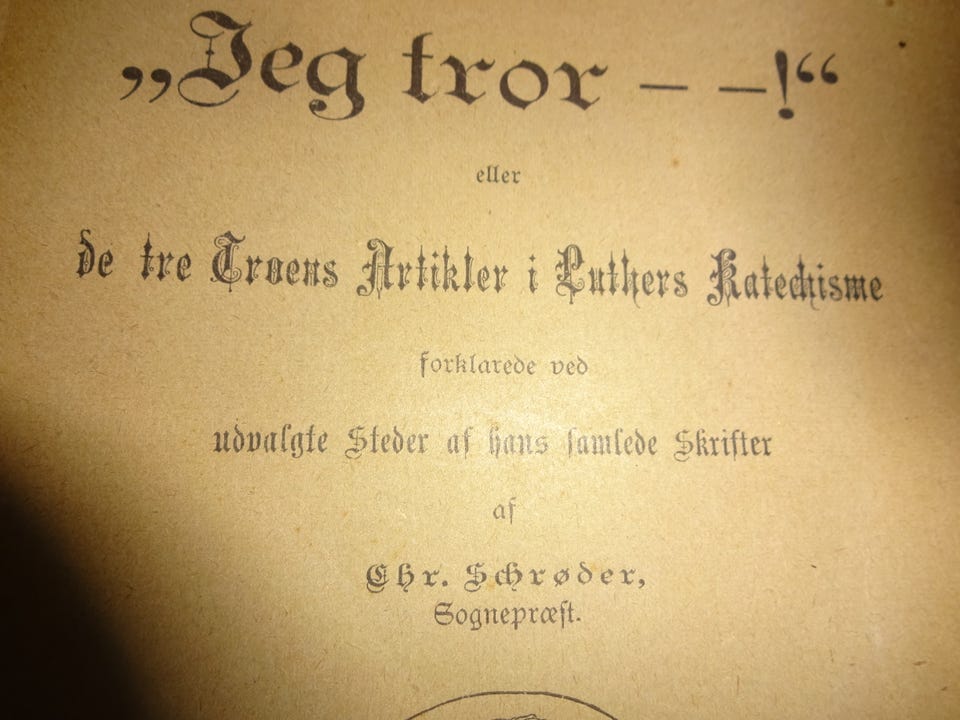 „Jeg tror – –!“
eller
de tre Troens Artikler i Luthers Katechisme
forklarede ved
udvalgte Steder af hans samlede Skrifter
af
Chr. Schrøder,
Sognepræst.